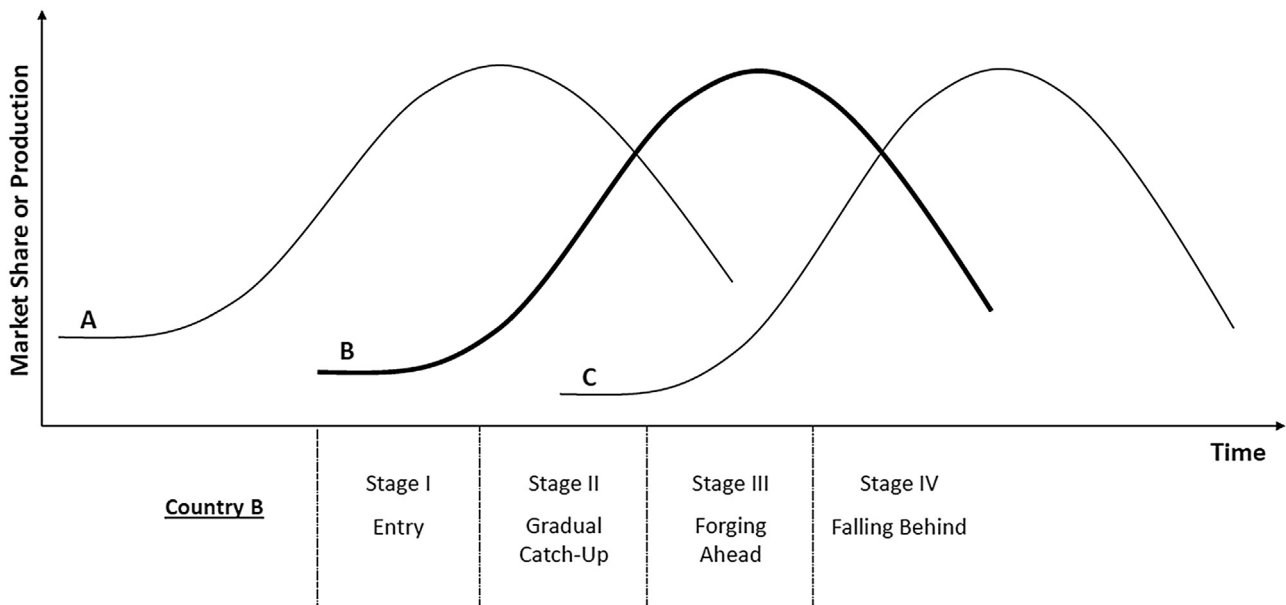 Market Share or Production
A
B
C
Time
Country B
Stage I
Entry
Stage II
Gradual
Catch-Up
Stage III
Forging
Ahead
Stage IV
Falling Behind